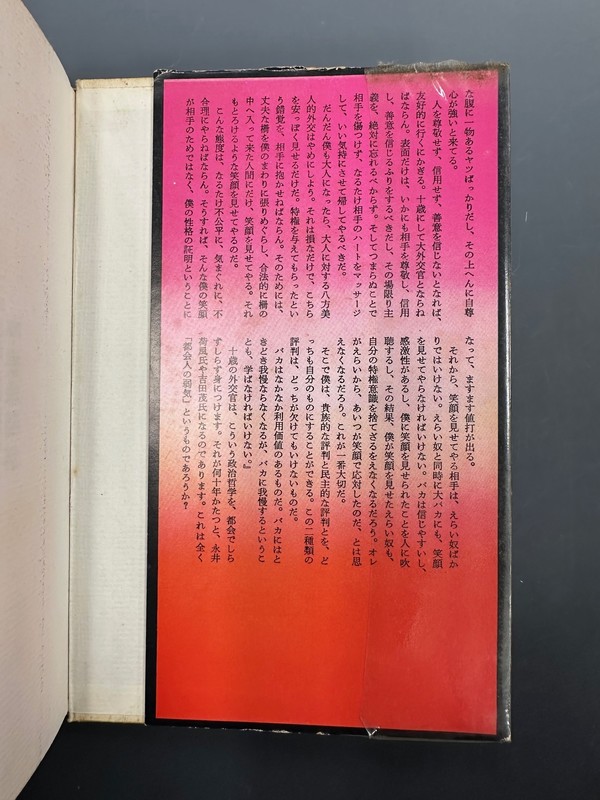 な腹に一物あるヤツばっかりだし、その上へんに自尊
心が強いと来てる。
人を尊敬せず、信用せず、善意を信じないとなれば、
友好的に行くにかぎる。十歳にして大外交官とならね
ばならん。表面だけは、いかにも相手を尊敬し、信用
し、善意を信じるふりをするべきだし、その場限り主
義を、絶対に忘れるべからず。そしてつまらぬことで
相手を傷つけず、なるたけ相手のハートをマッサージ
して、いい気持にさせて帰してやるべきだ。
だんだん僕も大人になったら、大人に対する八方美
人的外交はやめにしよう。それは損なだけで、こちら
を安っぽく見せるだけだ。特権を与えてもらったとい
う錯覚を、相手に抱かせねばならん。そのためには、
丈夫な柵を僕のまわりに張りめぐらし、合法的に柵の
中へ入って来た人間にだけ、笑顔を見せてやる。それ
もとろけるような笑顔を見せてやるのだ。
こんな態度は、なるたけ不公平に、気まぐれに、不
合理にやらねばならん。そうすれば、そんな僕の笑顔
が相手のためではなく、僕の性格の証明ということに
なって、ますます値打が出る。
それから、笑顔を見せてやる相手は、えらい奴ばか
りではいけない。えらい奴と同時に大バカにも、笑顔
を見せてやらなければいけない。バカは信じやすいし、
感激性があるし、僕に笑顔を見せられたことを人に吹
聴するし、その結果、僕が笑顔を見せたえらい奴も、
自分の特権意識を捨てざるをえなくなるだろう。オレ
がえらいから、あいつが笑顔で応対したのだ、とは思
えなくなるだろう。これが一番大切だ。
そこで僕は、貴族的な評判と民主的な評判とを、ど
っちも自分のものにすることができる。この二種類の
評判は、どっちが欠けてもいけないものだ。
バカはなかなか利用価値のあるものだ。バカにはと
きどき我慢ならなくなるが、バカに我慢するというこ
とも、学ばなければいけない。』
十歳の外交官は、こういう政治哲学を、都会でしら
ずしらず身につけます。それが何十年かたつと、永井
荷風氏や吉田茂氏になるのであります。これは全く
「都会人の弱気」というものであろうか？